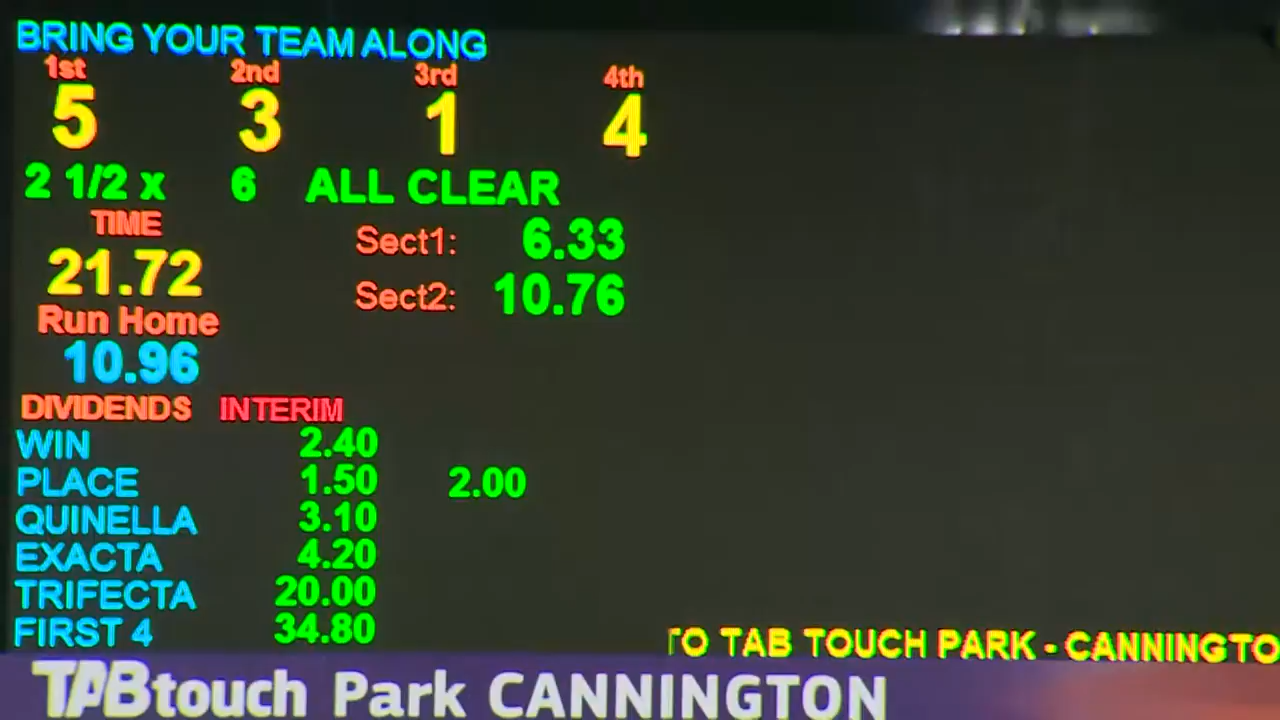 BRING YOUR TEAM ALONG
1st 2nd 3rd 4th
5 3 1 4
2 1/2 x 6 ALL CLEAR
TIME
Sect1: 6.33
21.72
Sect2: 10.76
Run Home
10.96
DIVIDENDS INTERIM
WIN 2.40
PLACE 1.50 2.00
QUINELLA 3.10
EXACTA 4.20
TRIFECTA 20.00
FIRST 4 34.80
TO TAB TOUCH PARK - CANNINGTO
TABtouch Park CANNINGTON